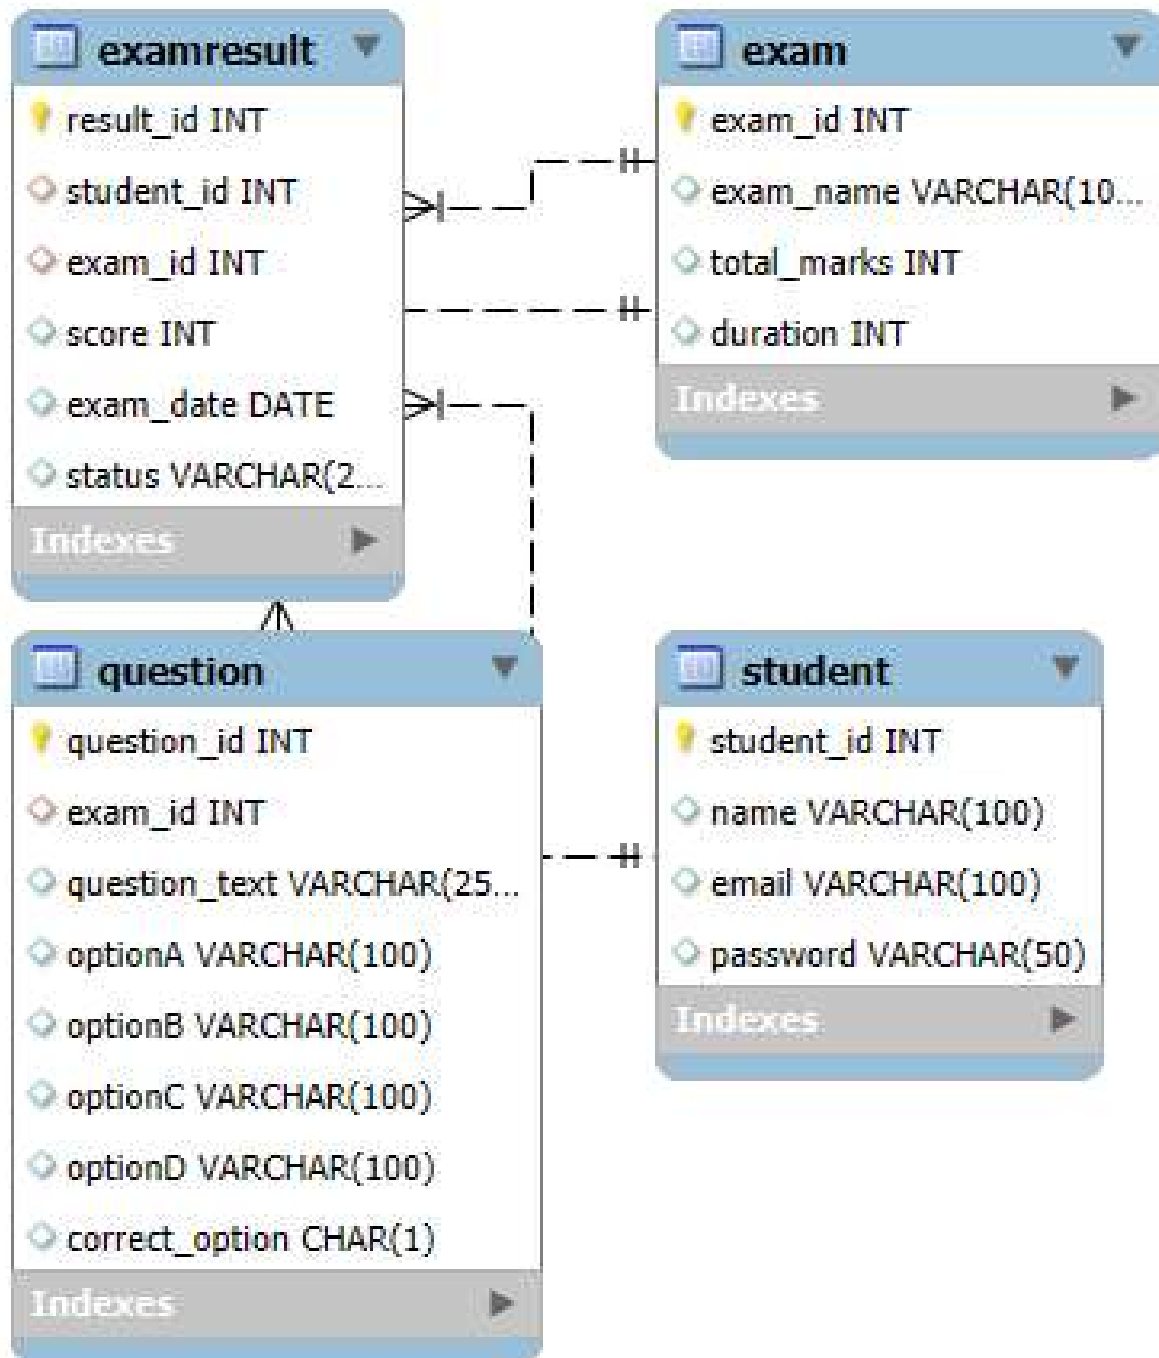 examresult
result_id INT
student_id INT
exam_id INT
score INT
exam_date DATE
status VARCHAR(2...
Indexes
exam
exam_id INT
exam_name VARCHAR(10...
total_marks INT
duration INT
Indexes
question
question_id INT
exam_id INT
question_text VARCHAR(25...
optionA VARCHAR(100)
optionB VARCHAR(100)
optionC VARCHAR(100)
optionD VARCHAR(100)
correct_option CHAR(1)
Indexes
student
student_id INT
name VARCHAR(100)
email VARCHAR(100)
password VARCHAR(50)
Indexes